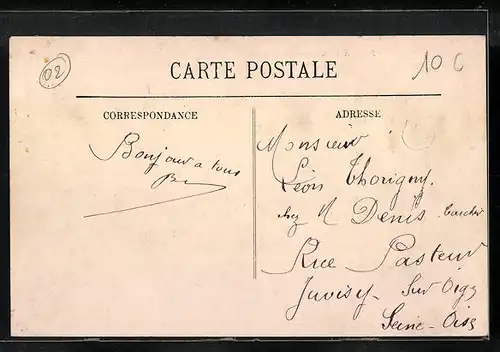 02
10 C
CARTE POSTALE
CORRESPONDANCE
Bonjour a tous
ADRESSE
Monsieur
Léon Thorigny.
chez M Denis
Rue Pasteur
Juvisy - Sur Orge
Seine - Oise